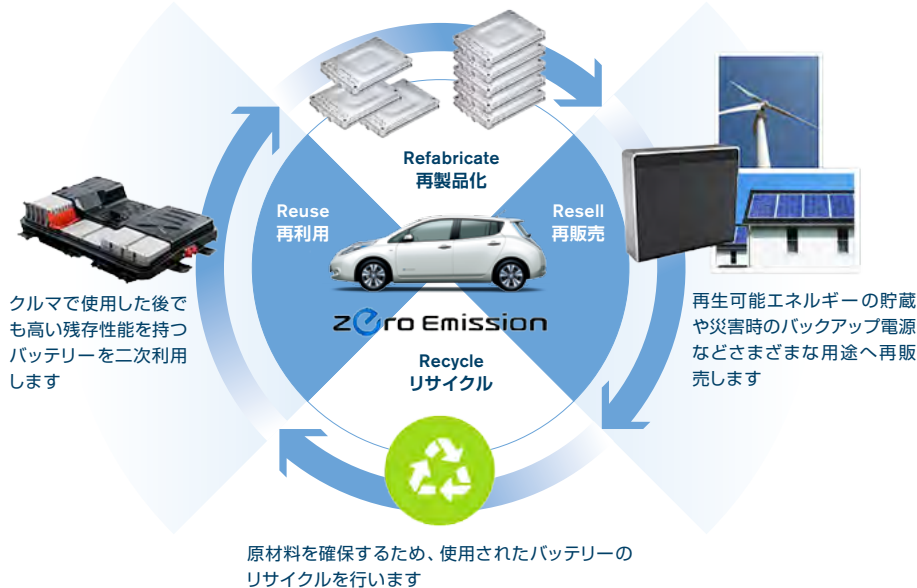 Refabricate
再製品化
Reuse
再利用
Resell
再販売
クルマで使用した後で
も高い残存性能を持つ
バッテリーを二次利用
します
再生可能エネルギーの貯蔵
や災害時のバックアップ電源
などさまざまな用途へ再販
売します
zero Emission
Recycle
リサイクル
原材料を確保するため、使用されたバッテリーの
リサイクルを行います